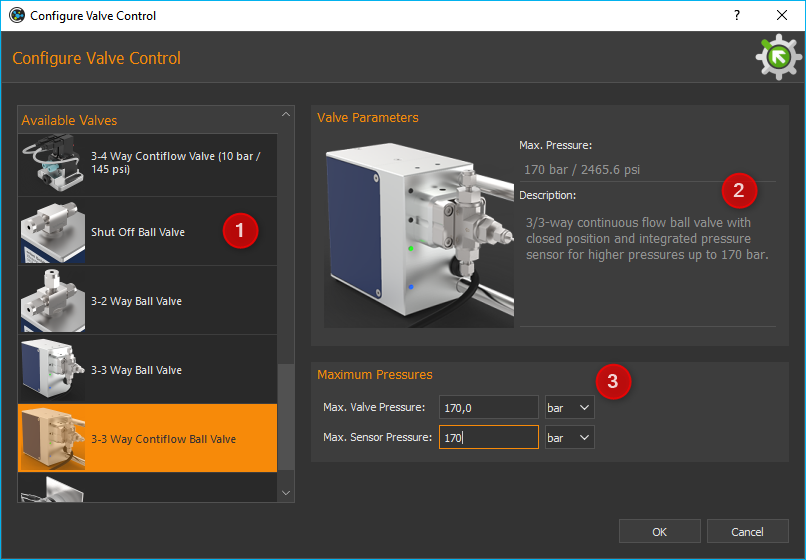 Configure Valve Control
?
Configure Valve Control
Available Valves
3-4 Way Contiflow Valve (10 bar /
145 psi)
Shut Off Ball Valve
1
3-2 Way Ball Valve
3-3 Way Ball Valve
3-3 Way Contiflow Ball Valve
Valve Parameters
Max. Pressure:
170 bar / 2465.6 psi
2
Description:
3/3-way continuous flow ball valve with
closed position and integrated pressure
sensor for higher pressures up to 170 bar.
Maximum Pressures
3
Max. Valve Pressure: 170,0 bar
Max. Sensor Pressure: 170 bar
OK Cancel